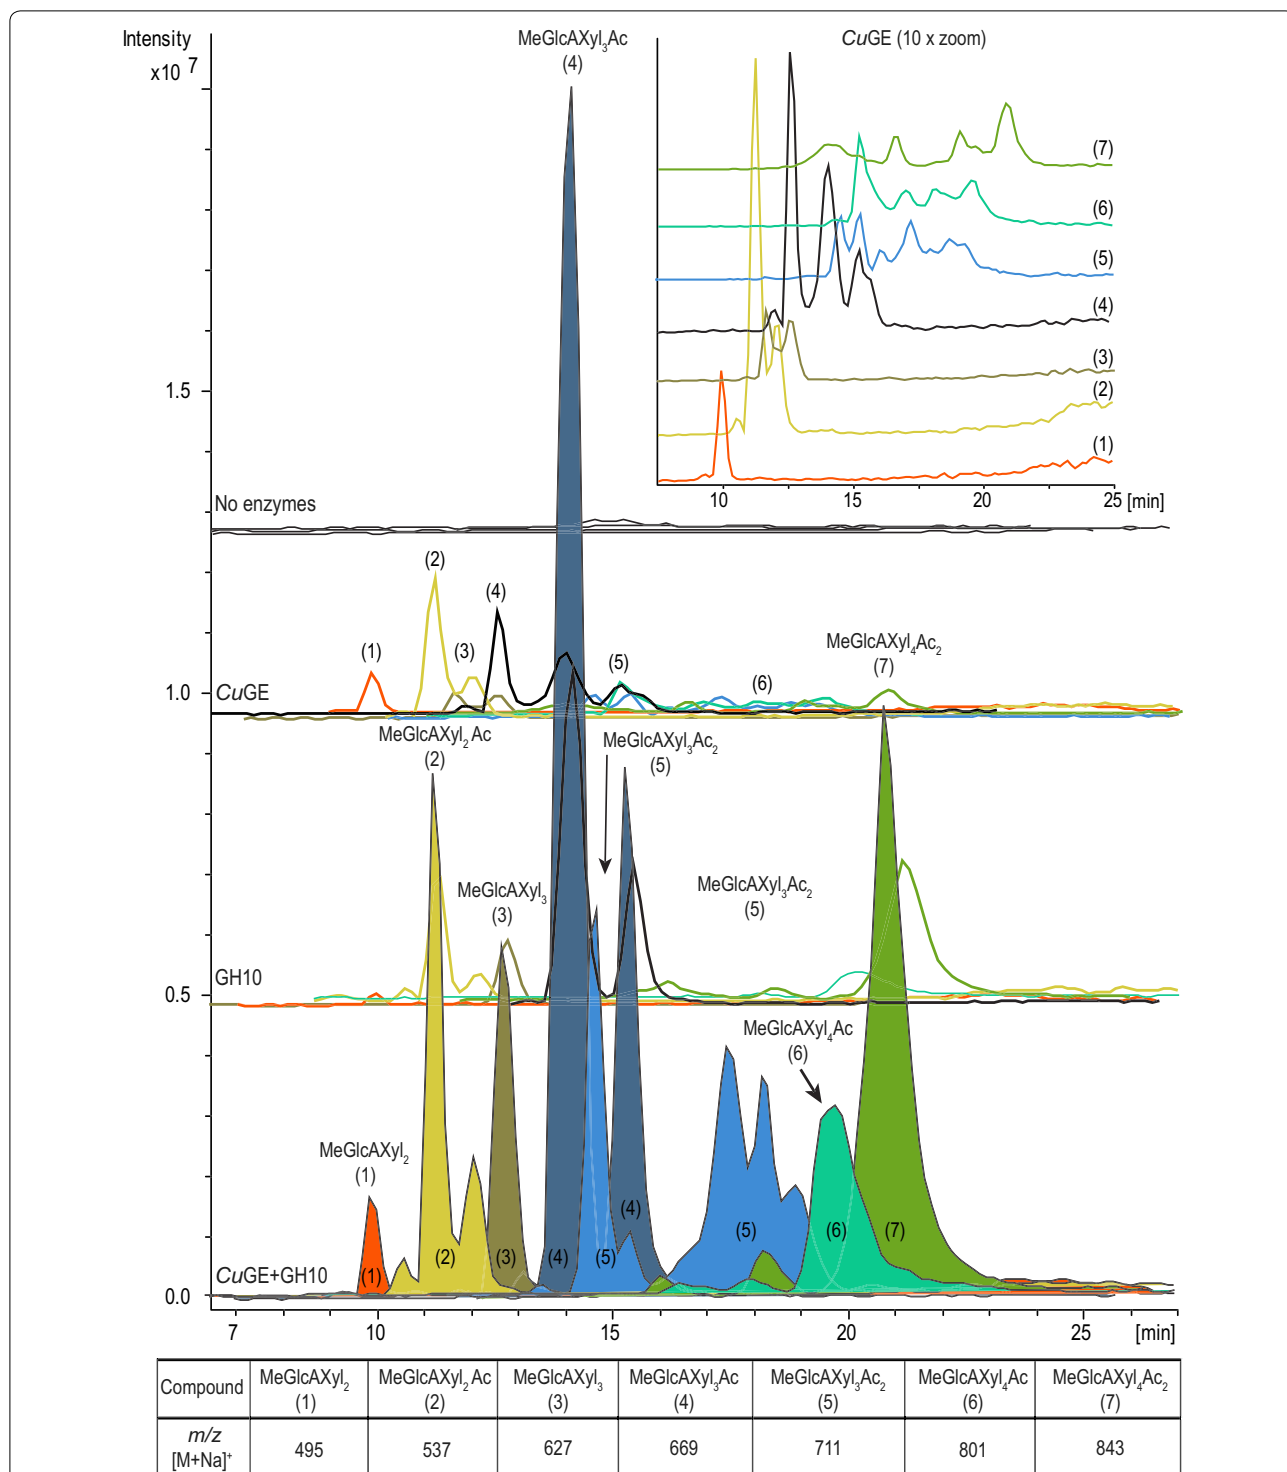 Intensity
x10 7
MeGlcAXyl3Ac
(4)
CuGE (10 x zoom)
(7)
(6)
(5)
(4)
(3)
(2)
(1)
10
15
20
25
[min]
1.5
No enzymes
(1)
(2)
(3)
(4)
(5)
(6)
MeGlcAXyl4Ac2
(7)
1.0
CuGE
MeGlcAXyl2 Ac
(2)
MeGlcAXyl3Ac2
(5)
MeGlcAXyl3
(3)
MeGlcAXyl3Ac2
(5)
GH10
0.5
MeGlcAXyl4Ac
(6)
MeGlcAXyl2
(1)
(1)
(2)
(3)
(4)
(5)
(4)
(5)
(6)
(7)
CuGE+GH10
0.0
7
10
15
20
25
[min]
Compound
MeGlcAXyl2
(1)
MeGlcAXyl2 Ac
(2)
MeGlcAXyl3
(3)
MeGlcAXyl3Ac
(4)
MeGlcAXyl3Ac2
(5)
MeGlcAXyl4Ac
(6)
MeGlcAXyl4Ac2
(7)
m/z
[M+Na]+
495
537
627
669
711
801
843